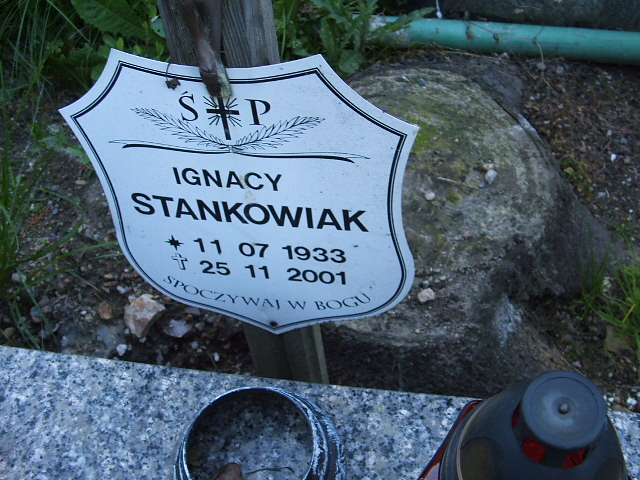 Ś P
IGNACY
STANKOWIAK
11 07 1933
25 11 2001
SPOCZYWAJ W BOGU